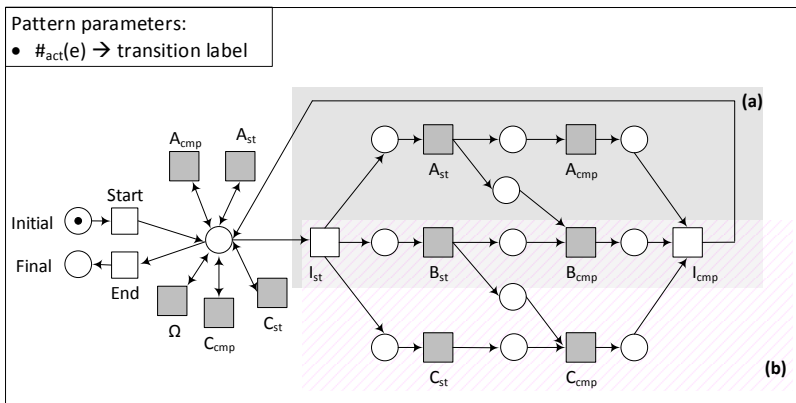 Pattern parameters:
• #act(e) → transition label
(a)
Acmp Ast
Ast Acmp
Start
Initial
Final
End
Ist Bst Bcmp Icmp
Ω Ccmp Cst
Cst Ccmp
(b)